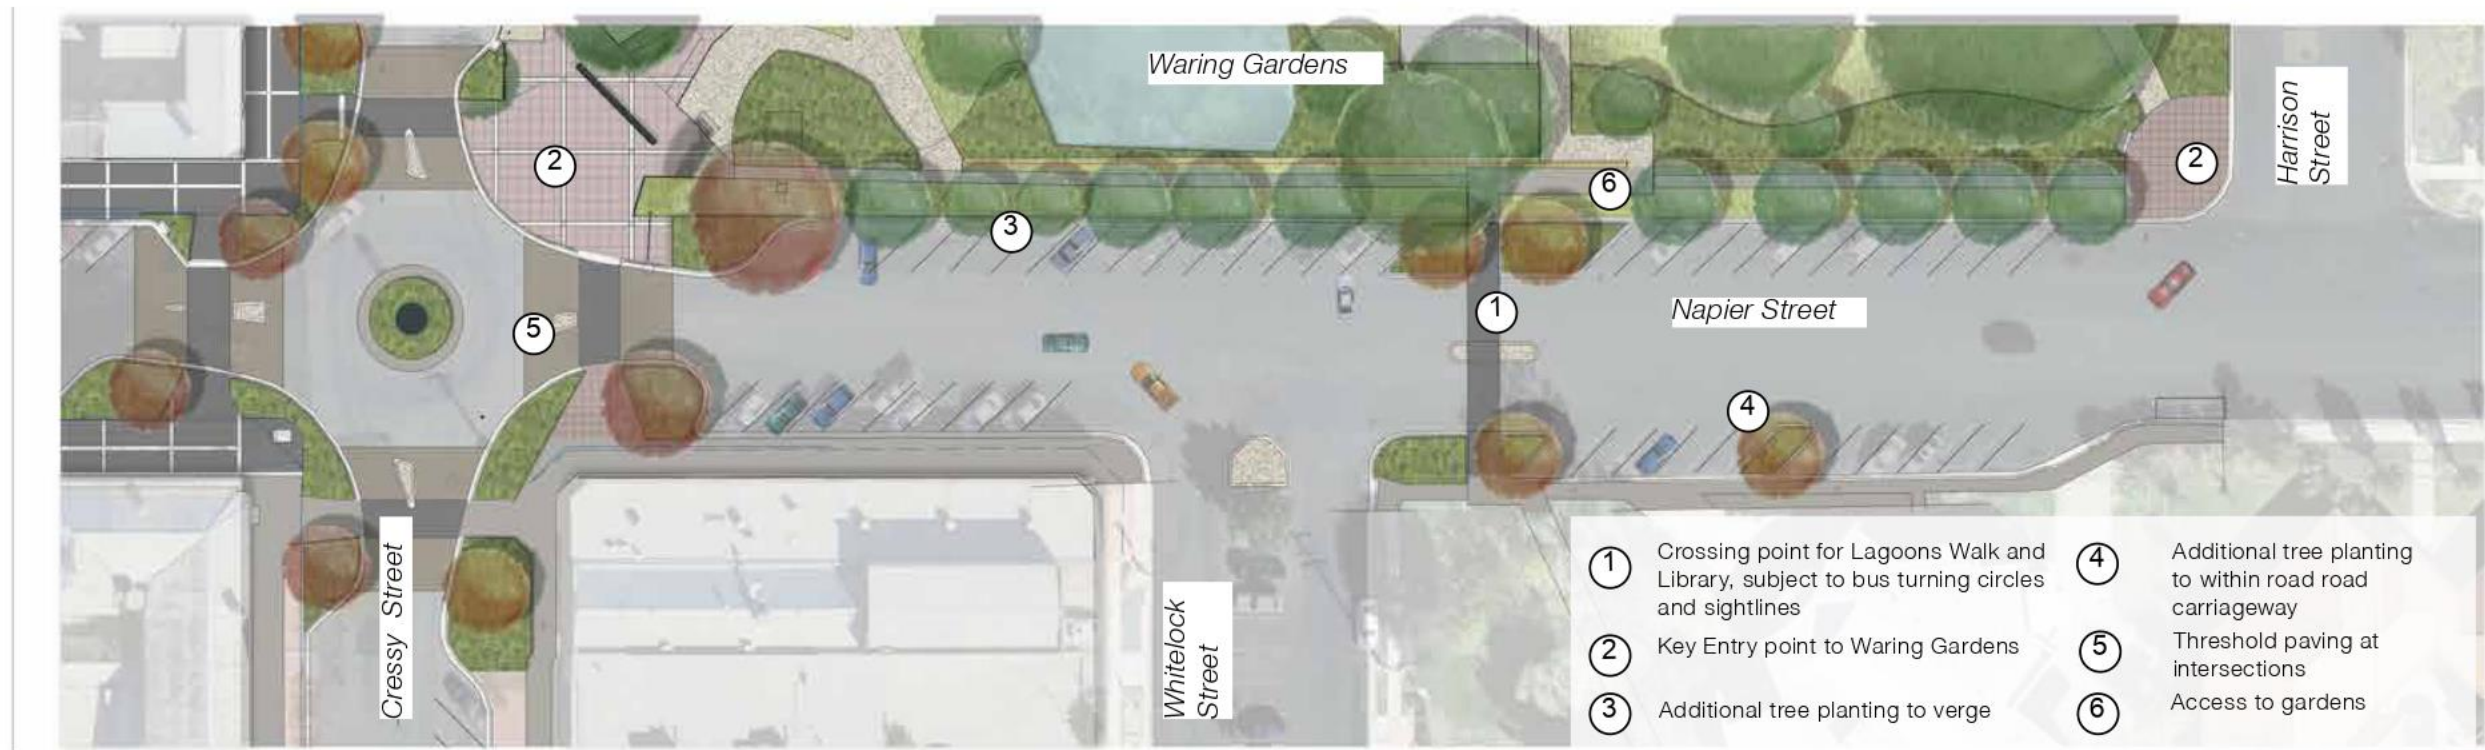 Waring Gardens
Harrison
Street
2
2
6
3
1
Napier Street
5
4
Cressy Street
Whitelock
Street
1
Crossing point for Lagoons Walk and
Library, subject to bus turning circles
and sightlines
2
Key Entry point to Waring Gardens
3
Additional tree planting to verge
4
Additional tree planting
to within road road
carriageway
5
Threshold paving at
intersections
6
Access to gardens